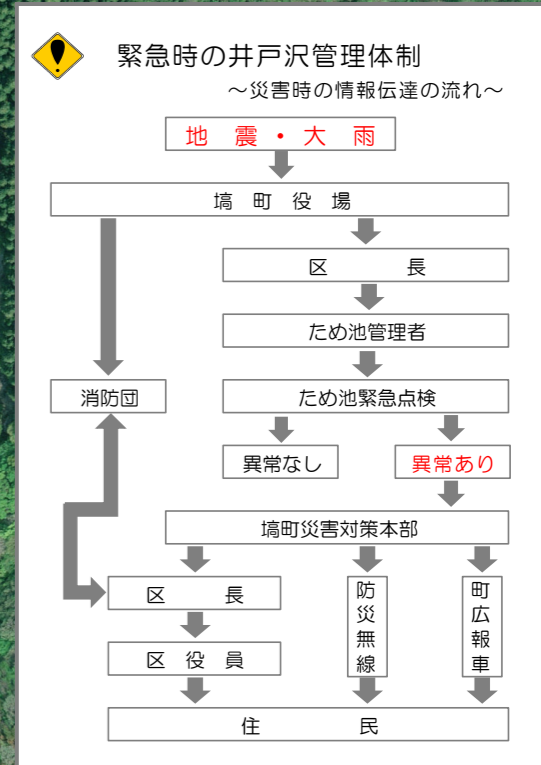 緊急時の井戸沢管理体制
～災害時の情報伝達の流れ～
地震・大雨
塙町役場
区長
ため池管理者
消防団
ため池緊急点検
異常なし
異常あり
塙町災害対策本部
区長
防災無線
町広報車
区役員
住民